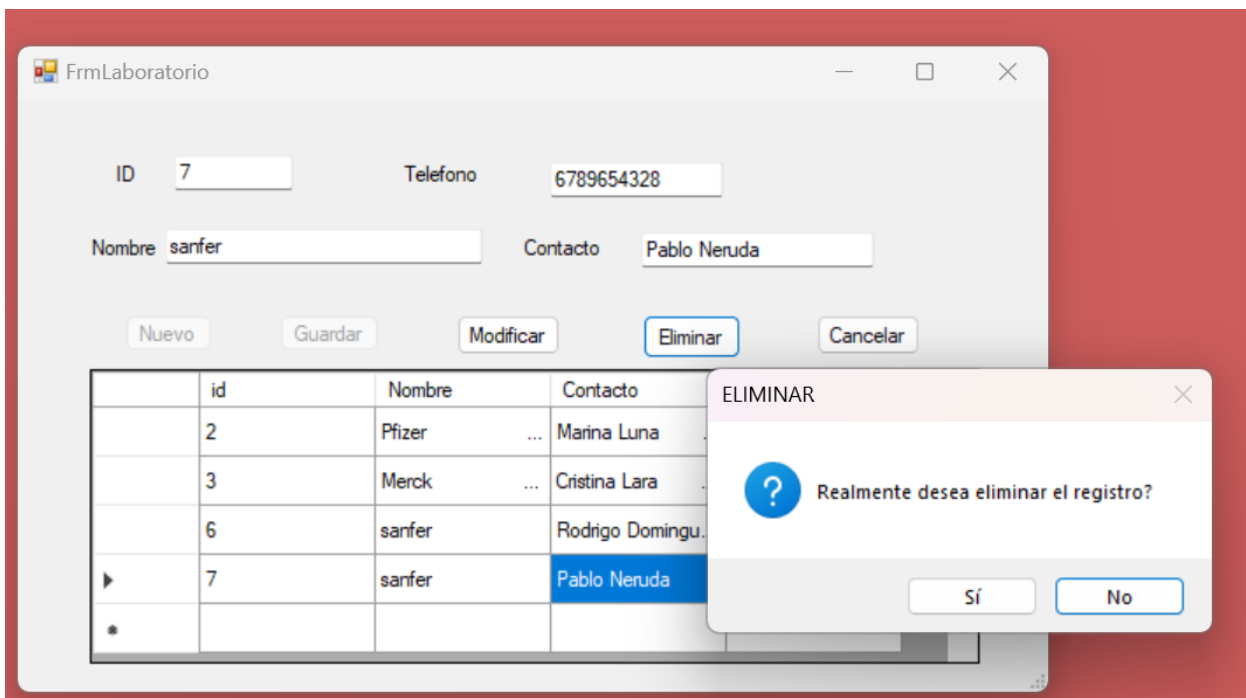 FrmLaboratorio
ID 7 Telefono 6789654328
Nombre sanfer Contacto Pablo Neruda
Nuevo Guardar Modificar Eliminar Cancelar
id Nombre Contacto
2 Pfizer ... Marina Luna
3 Merck ... Cristina Lara
6 sanfer Rodrigo Domingu..
7 sanfer Pablo Neruda
ELIMINAR
Realmente desea eliminar el registro?
Sí No